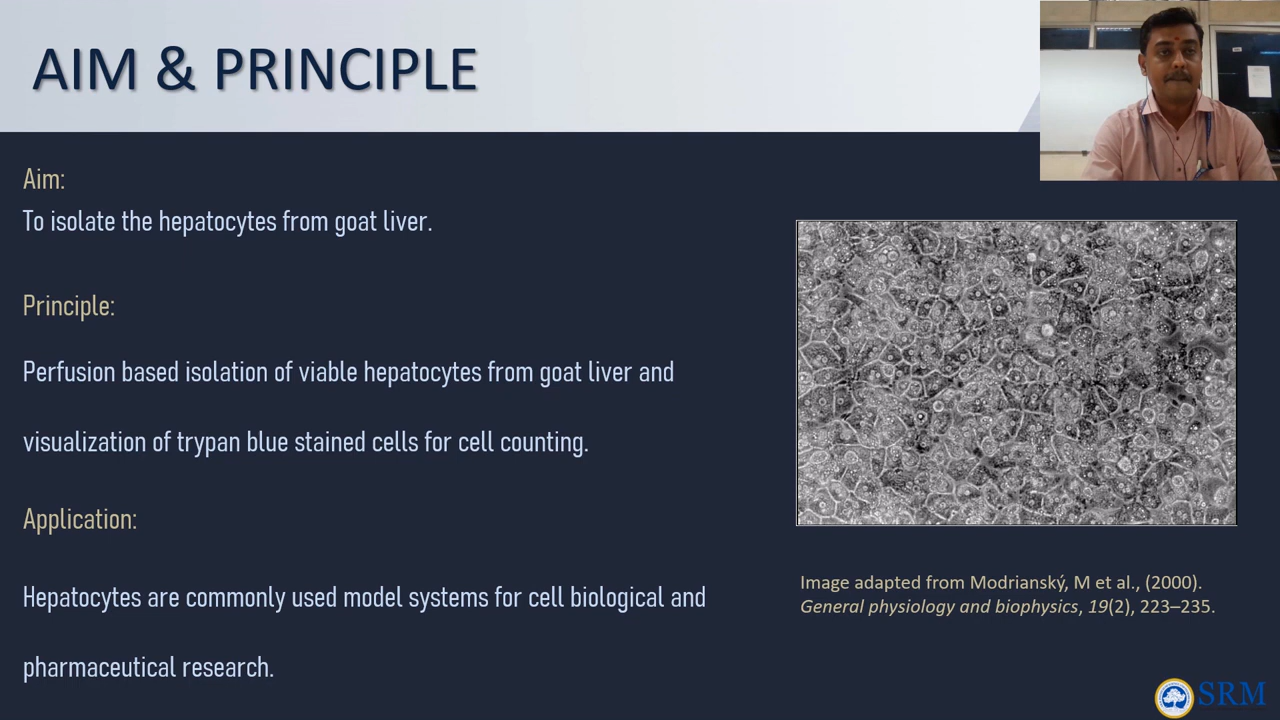 AIM & PRINCIPLE
Aim:
To isolate the hepatocytes from goat liver.
Principle:
Perfusion based isolation of viable hepatocytes from goat liver and
visualization of trypan blue stained cells for cell counting.
Application:
Hepatocytes are commonly used model systems for cell biological and
pharmaceutical research.
Image adapted from Modrianský, M et al., (2000).
General physiology and biophysics, 19(2), 223–235.
SRM